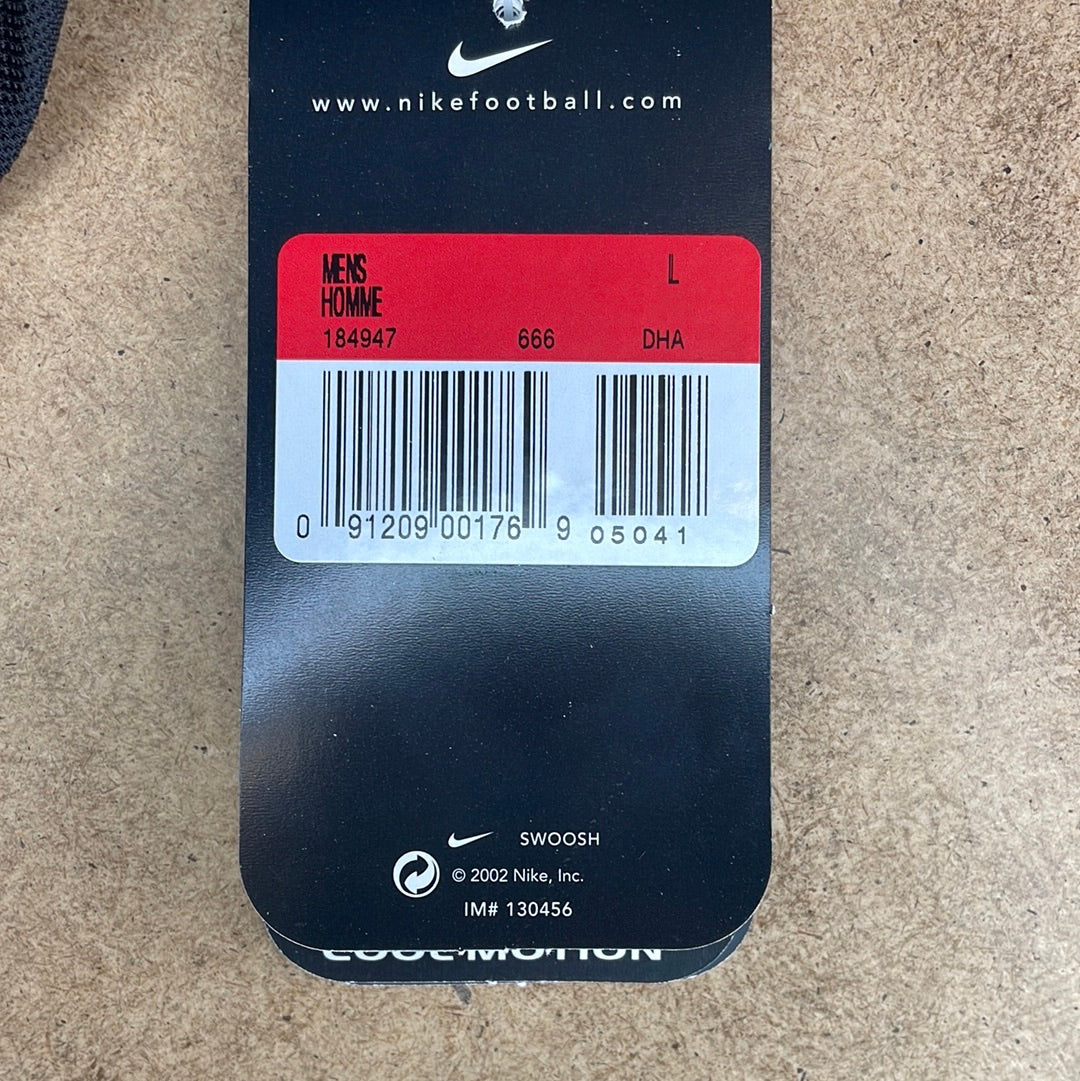 www.nikefootball.com
MENS L
HOMME
184947 666 DHA
0 91209 00176 9 05041
SWOOSH
© 2002 Nike, Inc.
IM# 130456
COOL MOTION